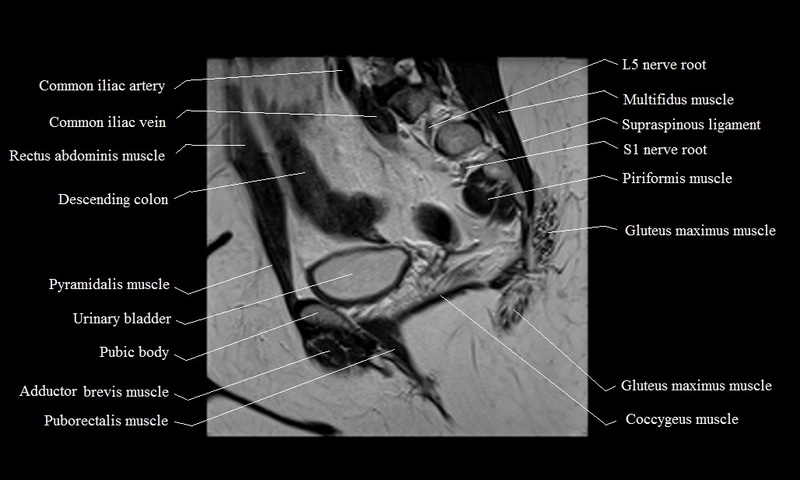 Common iliac artery
Common iliac vein
Rectus abdominis muscle
Descending colon
Pyramidalis muscle
Urinary bladder
Pubic body
Adductor brevis muscle
Puborectalis muscle
L5 nerve root
Multifidus muscle
Supraspinous ligament
S1 nerve root
Piriformis muscle
Gluteus maximus muscle
Gluteus maximus muscle
Coccygeus muscle